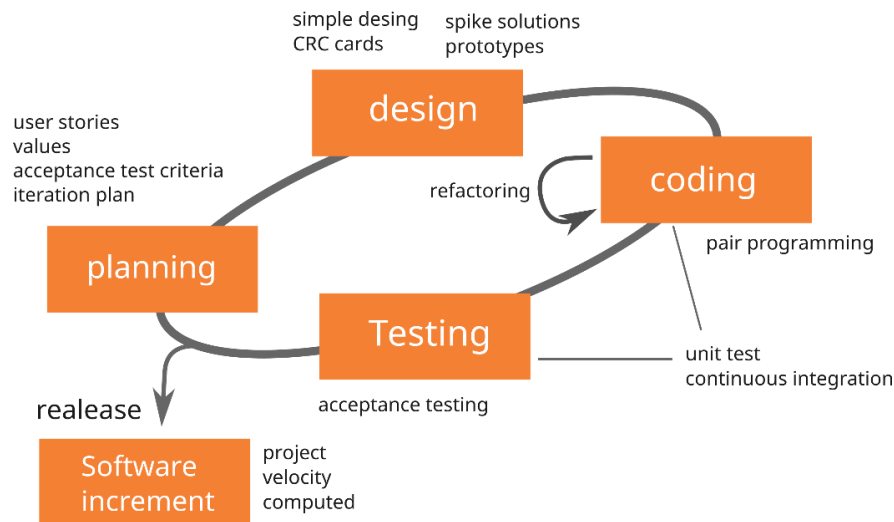 simple desing
CRC cards
spike solutions
prototypes
design
user stories
values
acceptance test criteria
iteration plan
refactoring
coding
pair programming
planning
Testing
unit test
continuous integration
acceptance testing
realease
Software
increment
project
velocity
computed